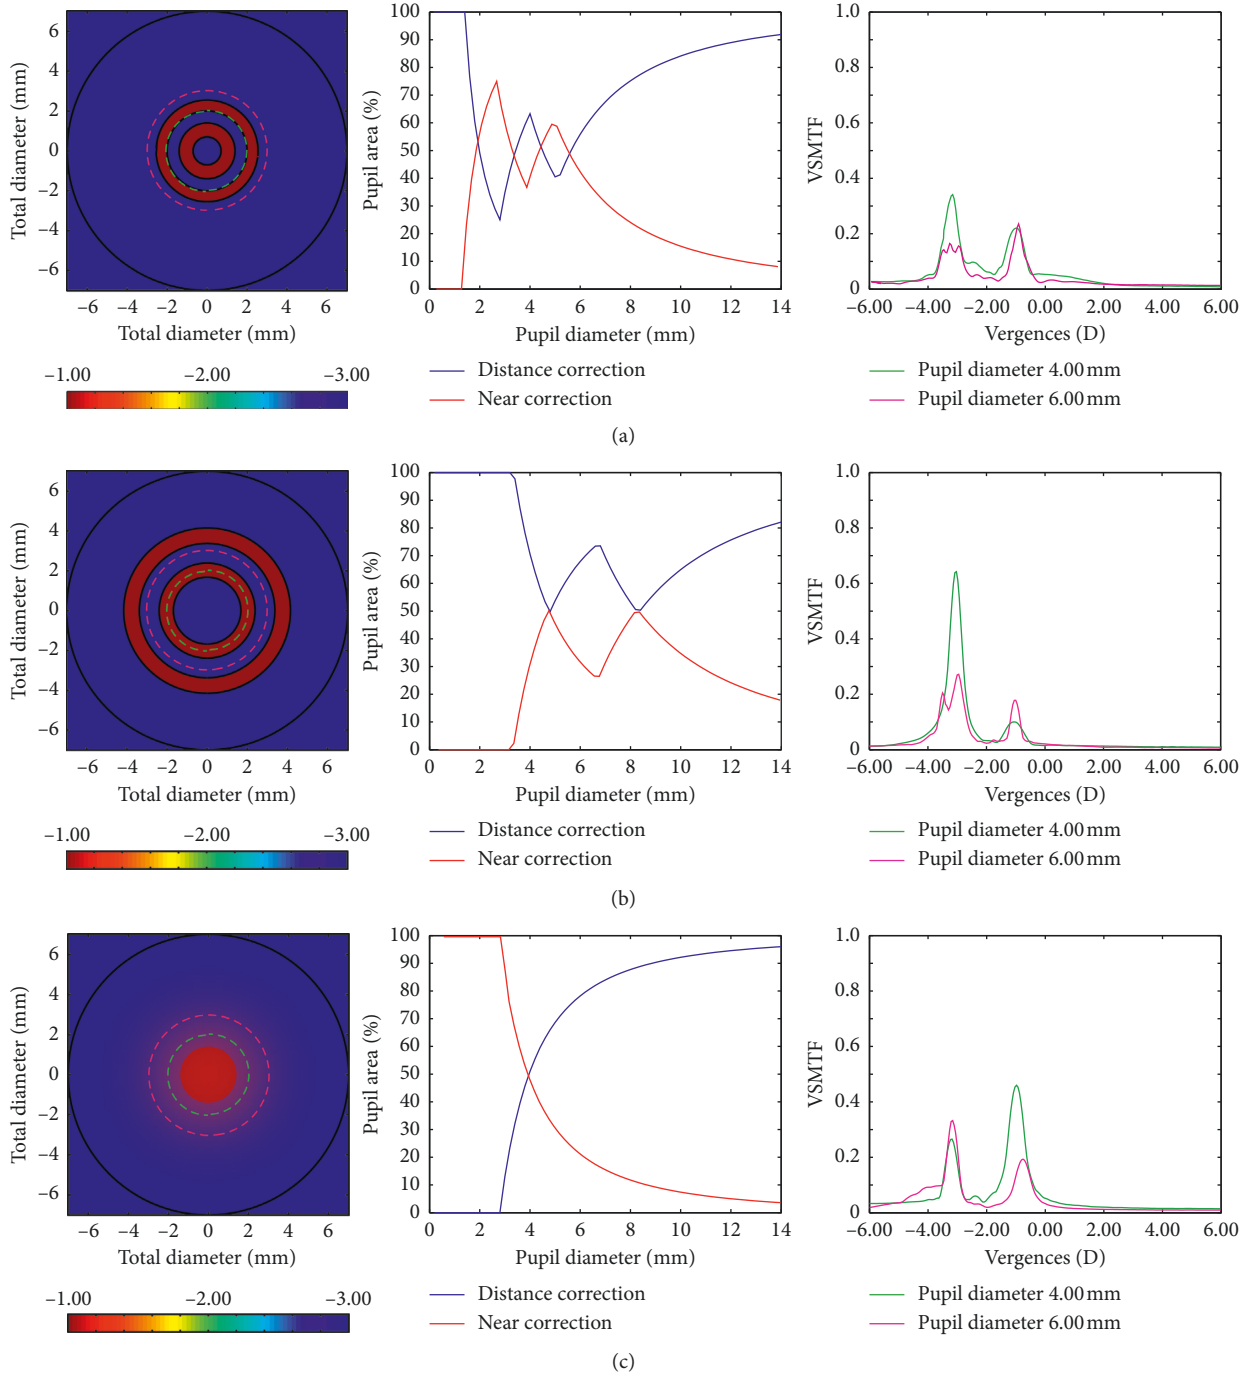 6
4
2
0
−2
−4
−6
Total diameter (mm)
−6 −4 −2 0 2 4 6
Total diameter (mm)
−1.00 −2.00 −3.00
100
90
80
70
60
50
40
30
20
10
0
Pupil area (%)
0 2 4 6 8 10 12 14
Pupil diameter (mm)
Distance correction
Near correction
1.0
0.8
0.6
0.4
0.2
0
VSMTF
−6.00 −4.00 −2.00 0.00 2.00 4.00 6.00
Vergences (D)
Pupil diameter 4.00 mm
Pupil diameter 6.00 mm
(a)
6
4
2
0
−2
−4
−6
Total diameter (mm)
−6 −4 −2 0 2 4 6
Total diameter (mm)
−1.00 −2.00 −3.00
100
90
80
70
60
50
40
30
20
10
0
Pupil area (%)
0 2 4 6 8 10 12 14
Pupil diameter (mm)
Distance correction
Near correction
1.0
0.8
0.6
0.4
0.2
0
VSMTF
−6.00 −4.00 −2.00 0.00 2.00 4.00 6.00
Vergences (D)
Pupil diameter 4.00 mm
Pupil diameter 6.00 mm
(b)
6
4
2
0
−2
−4
−6
Total diameter (mm)
−6 −4 −2 0 2 4 6
Total diameter (mm)
−1.00 −2.00 −3.00
100
90
80
70
60
50
40
30
20
10
0
Pupil area (%)
0 2 4 6 8 10 12 14
Pupil diameter (mm)
Distance correction
Near correction
1.0
0.8
0.6
0.4
0.2
0
VSMTF
−6.00 −4.00 −2.00 0.00 2.00 4.00 6.00
Vergences (D)
Pupil diameter 4.00 mm
Pupil diameter 6.00 mm
(c)